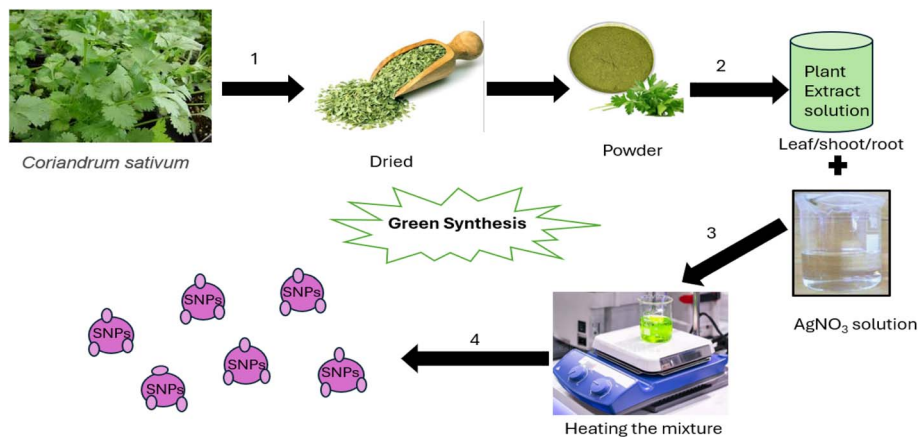 1
2
Plant
Extract
solution
Coriandrum sativum
Dried
Powder
Leaf/shoot/root
+
Green Synthesis
3
AgNO₃ solution
SNPs
SNPs
SNPs
SNPs
SNPs
SNPs
4
Heating the mixture